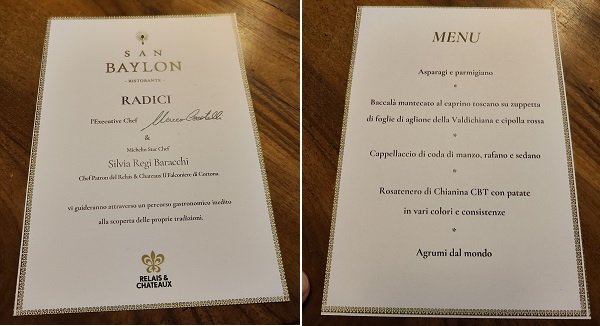 SAN
BAYLON
- RISTORANTE -
RADICI
l'Executive Chef
&
Michelin Star Chef
Silvia Regi Baracchi
Chef Patron del Relais & Chateaux Il Falconiere di Cortona
vi guideranno attraverso un percorso gastronomico inedito
alla scoperta delle proprie tradizioni.
RELAIS &
CHATEAUX
MENU
Asparagi e parmigiano
*
Baccalà mantecato al caprino toscano su zuppetta
di foglie di aglione della Valdichiana e cipolla rossa
*
Cappellaccio di coda di manzo, rafano e sedano
*
Rosatenero di Chianina CBT con patate
in vari colori e consistenze
*
Agrumi dal mondo